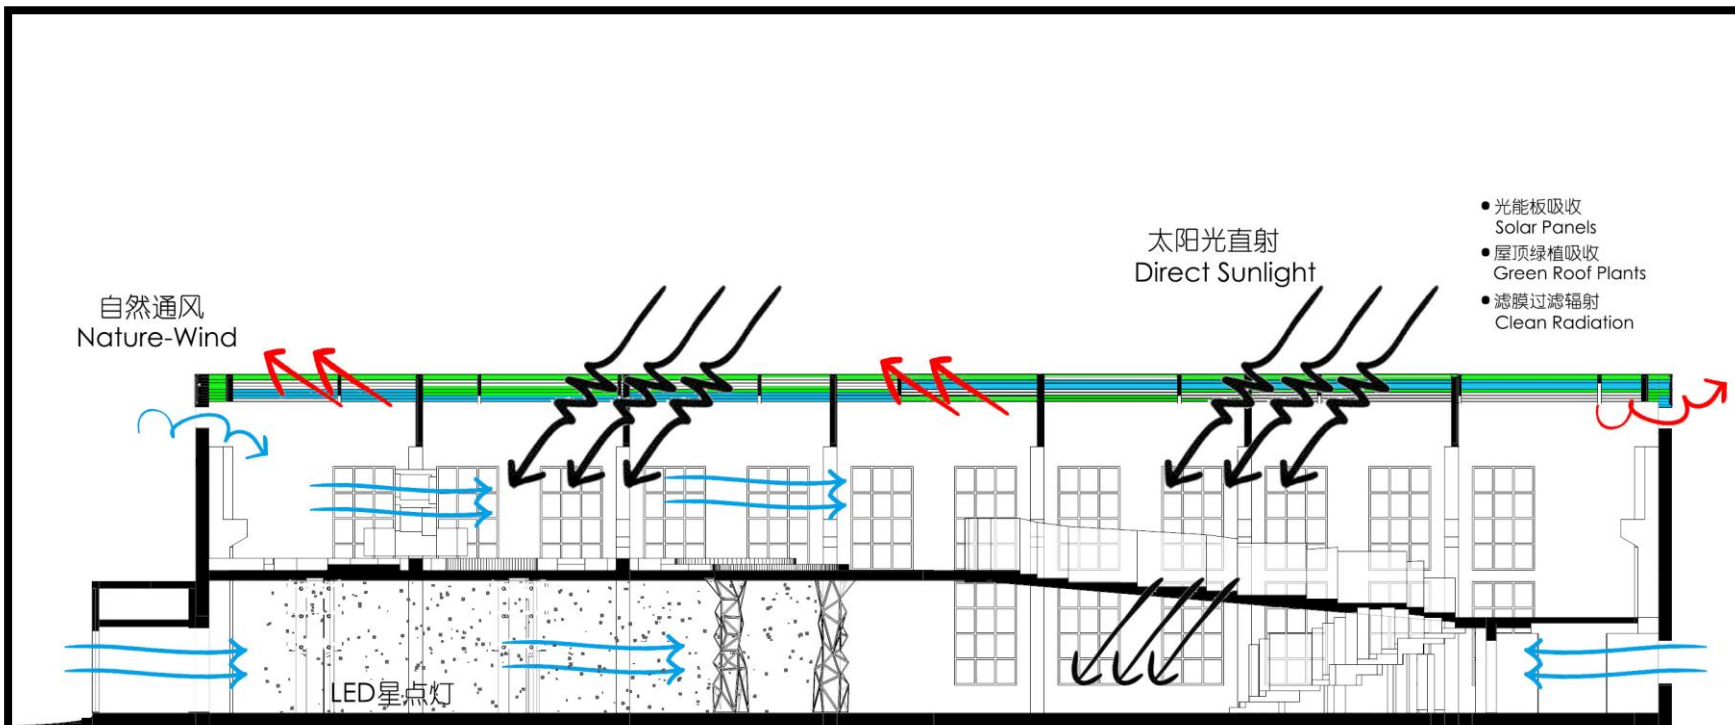 自然通风
Nature-Wind
太阳光直射
Direct Sunlight
光能板吸收
Solar Panels
屋顶绿植吸收
Green Roof Plants
滤膜过滤辐射
Clean Radiation
LED星点灯